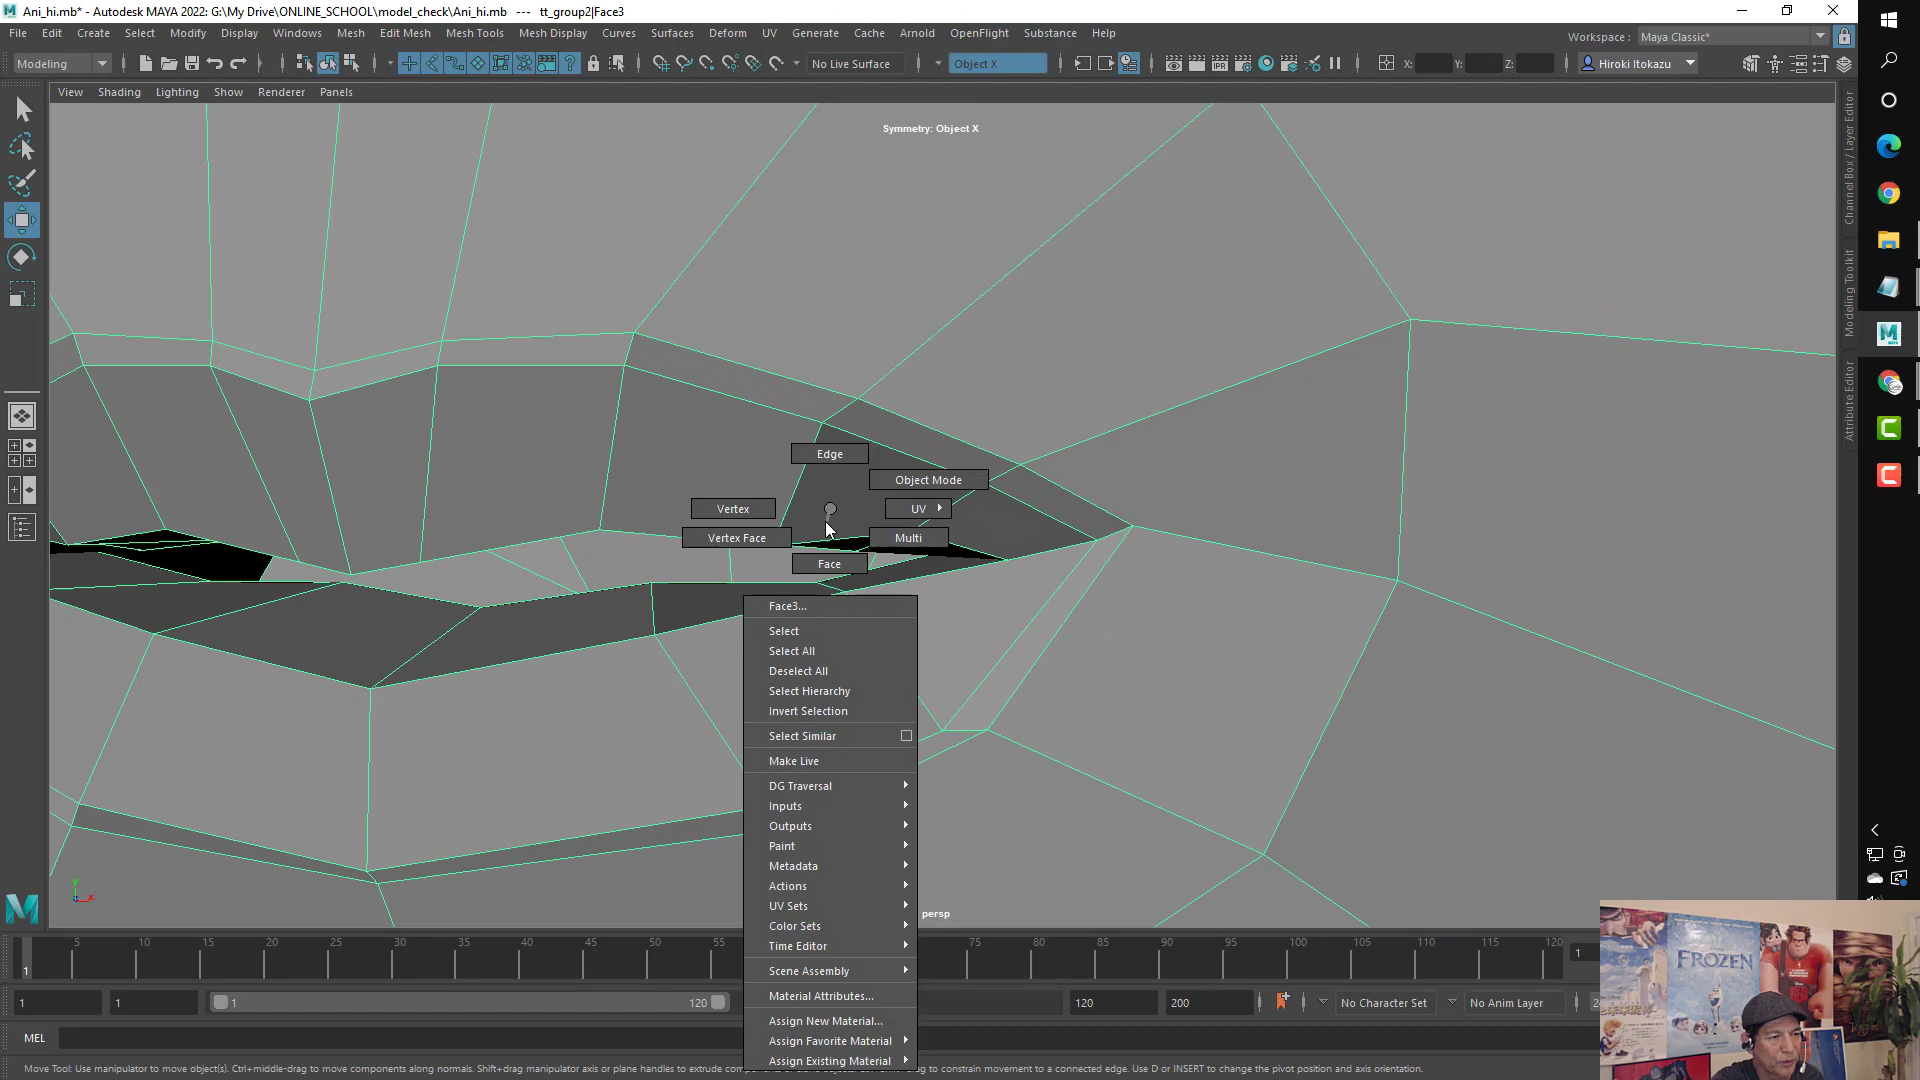 Ani_hi.mb* - Autodesk MAYA 2022: G:\My Drive\ONLINE_SCHOOL\model_check\Ani_hi.mb   ---   tt_group2|Face3
File Edit Create Select Modify Display Windows Mesh Edit Mesh Mesh Tools Mesh Display Curves Surfaces Deform UV Generate Cache Arnold OpenFlight Substance Help
Workspace : Maya Classic*
Modeling
No Live Surface
Object X
IPR
X:
Y:
Z:
Hiroki Itokazu
View Shading Lighting Show Renderer Panels
Symmetry: Object X
Channel Box / Layer Editor
Modeling Toolkit
Attribute Editor
Edge
Object Mode
Vertex
UV
Vertex Face
Multi
Face
Face3...
Select
Select All
Deselect All
Select Hierarchy
Invert Selection
Select Similar
Make Live
DG Traversal
Inputs
Outputs
Paint
Metadata
Actions
UV Sets
Color Sets
Time Editor
Scene Assembly
Material Attributes...
Assign New Material...
Assign Favorite Material
Assign Existing Material
persp
5 10 15 20 25 30 35 40 45 50 55 75 80 85 90 95 100 105 110 115 120
1
1
1
1
1
120
120
200
No Character Set
No Anim Layer
MEL
FROZEN
Move Tool: Use manipulator to move object(s). Ctrl+middle-drag to move components along normals. Shift+drag manipulator axis or plane handles to extrude
to constrain movement to a connected edge. Use D or INSERT to change the pivot position and axis orientation.